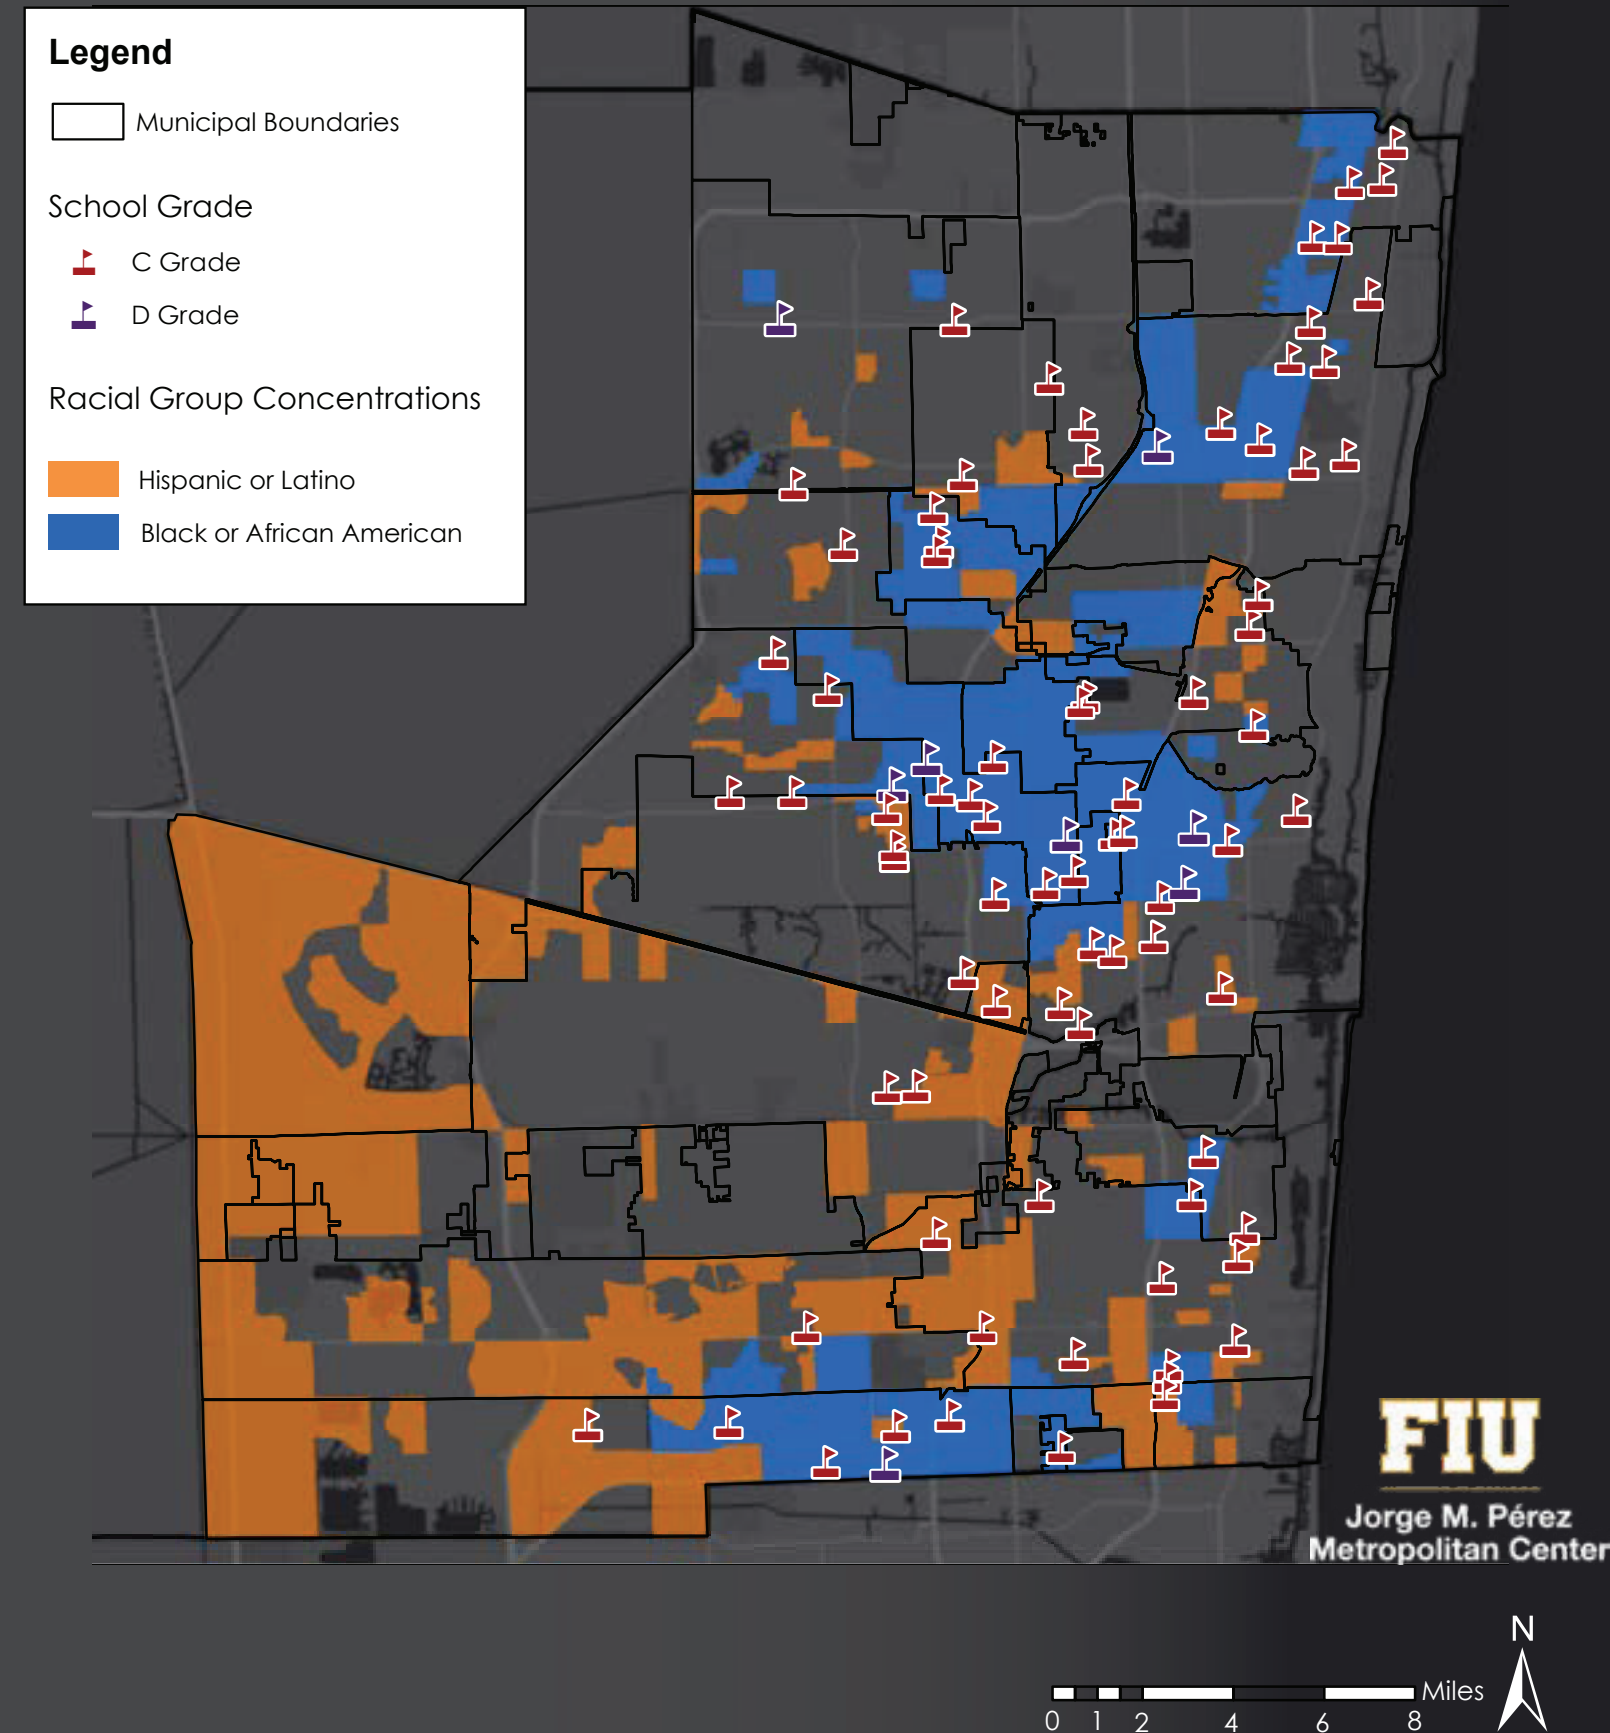 Legend
Municipal Boundaries
School Grade
C Grade
D Grade
Racial Group Concentrations
Hispanic or Latino
Black or African American
FIU
Jorge M. Pérez
Metropolitan Center
N
Miles
0 1 2 4 6 8